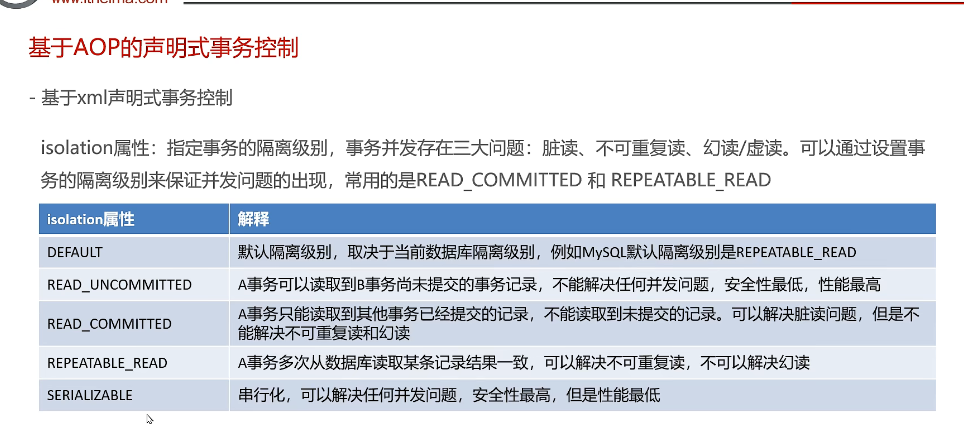 www.itheima.com
基于AOP的声明式事务控制
- 基于xml声明式事务控制
isolation属性：指定事务的隔离级别，事务并发存在三大问题：脏读、不可重复读、幻读/虚读。可以通过设置事
务的隔离级别来保证并发问题的出现，常用的是READ_COMMITTED 和 REPEATABLE_READ
isolation属性 解释
DEFAULT 默认隔离级别，取决于当前数据库隔离级别，例如MySQL默认隔离级别是REPEATABLE_READ
READ_UNCOMMITTED A事务可以读取到B事务尚未提交的事务记录，不能解决任何并发问题，安全性最低，性能最高
READ_COMMITTED A事务只能读取到其他事务已经提交的记录，不能读取到未提交的记录。可以解决脏读问题，但是不
能解决不可重复读和幻读
REPEATABLE_READ A事务多次从数据库读取某条记录结果一致，可以解决不可重复读，不可以解决幻读
SERIALIZABLE 串行化，可以解决任何并发问题，安全性最高，但是性能最低